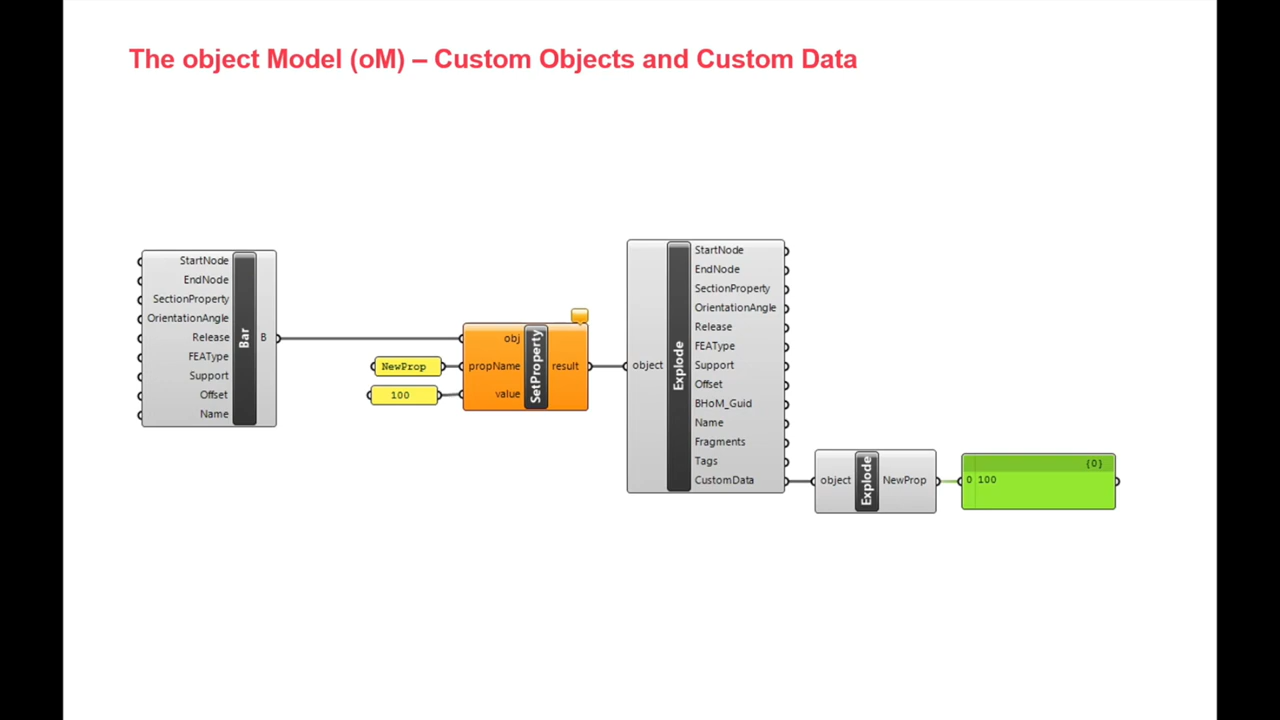 The object Model (oM) – Custom Objects and Custom Data
StartNode
EndNode
SectionProperty
OrientationAngle
Release
FEAType
Support
Offset
Name
Bar
B
NewProp
100
obj
propName
value
SetProperty
result
object
Explode
StartNode
EndNode
SectionProperty
OrientationAngle
Release
FEAType
Support
Offset
BHoM_Guid
Name
Fragments
Tags
CustomData
object
Explode
NewProp
{0}
0 100